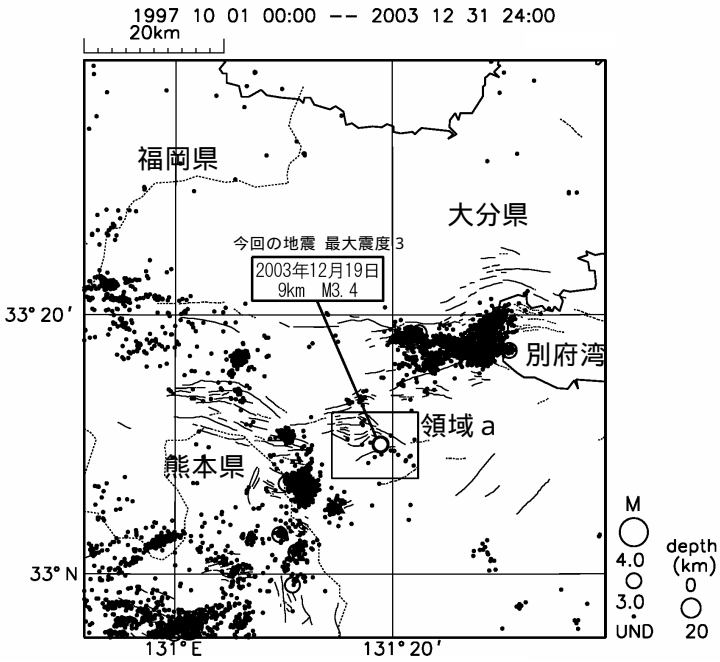 1997 10 01 00:00 -- 2003 12 31 24:00
20km
福岡県
大分県
今回の地震 最大震度3
2003年12月19日
9km M3.4
33°20′
別府湾
領域a
熊本県
M
4.0
3.0
UND
depth
(km)
0
20
33°N
131°E
131°20′